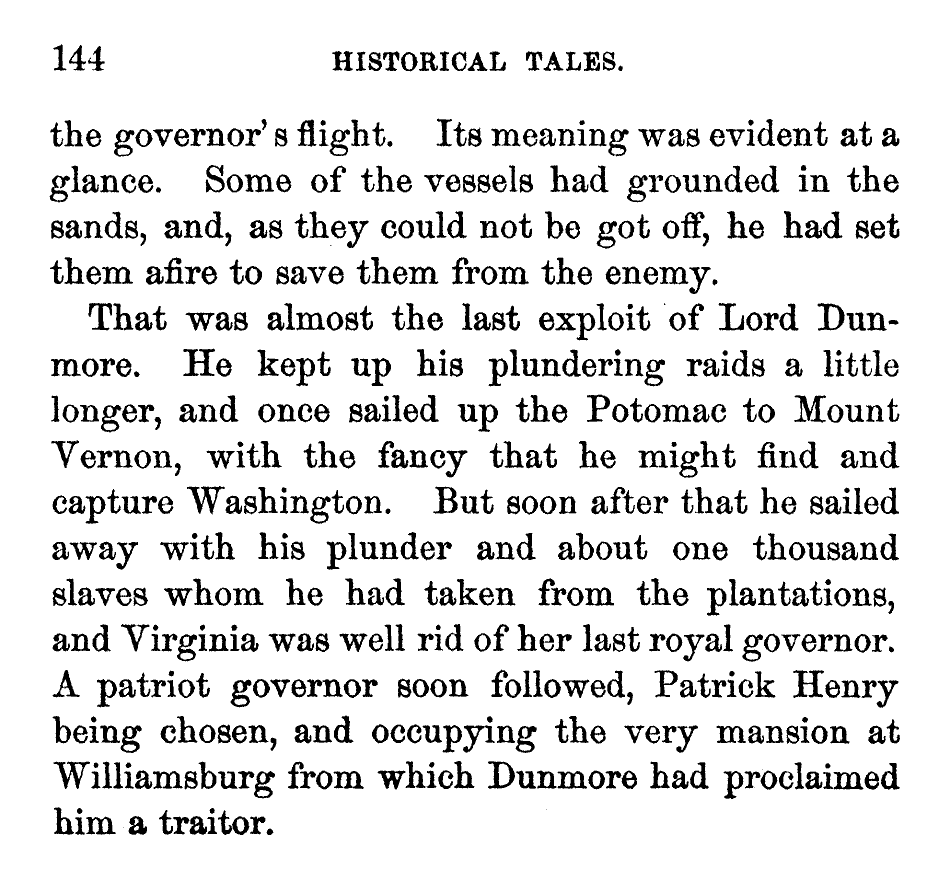 144 HISTORICAL TALES.
the governor's flight. Its meaning was evident at a
glance. Some of the vessels had grounded in the
sands, and, as they could not be got off, he had set
them afire to save them from the enemy.
That was almost the last exploit of Lord Dun-
more. He kept up his plundering raids a little
longer, and once sailed up the Potomac to Mount
Vernon, with the fancy that he might find and
capture Washington. But soon after that he sailed
away with his plunder and about one thousand
slaves whom he had taken from the plantations,
and Virginia was well rid of her last royal governor.
A patriot governor soon followed, Patrick Henry
being chosen, and occupying the very mansion at
Williamsburg from which Dunmore had proclaimed
him a traitor.